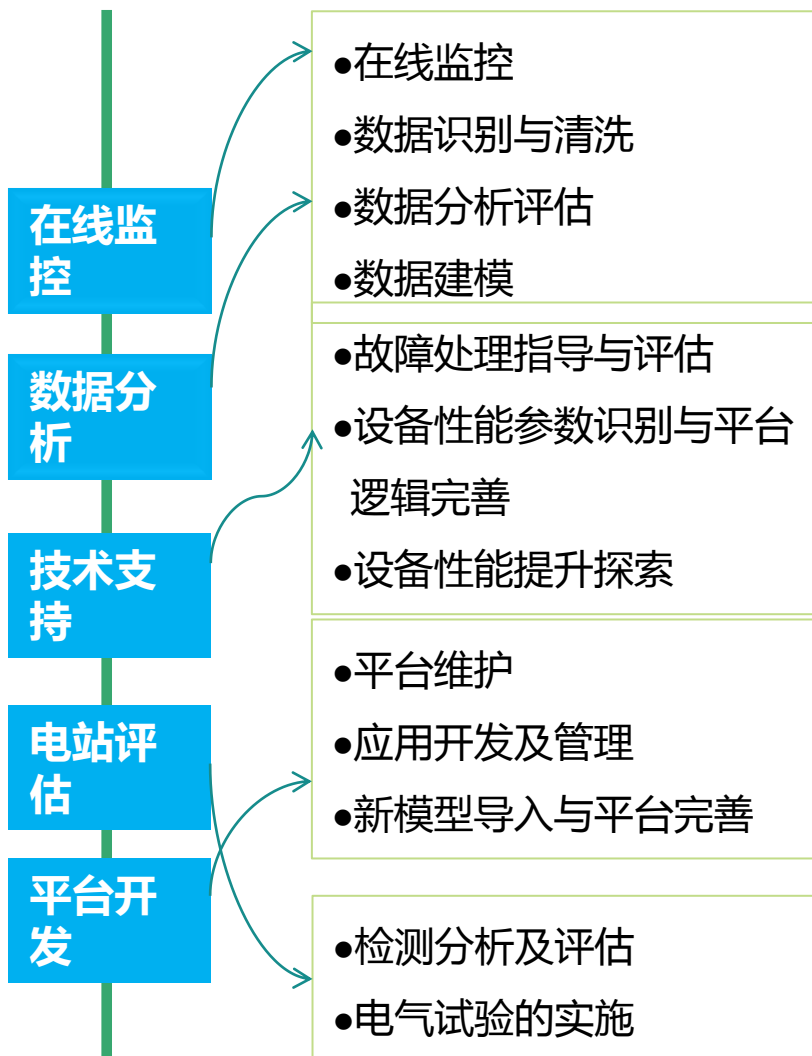 在线监
控
数据分
析
技术支
持
电站评
估
平台开
发
●在线监控
●数据识别与清洗
●数据分析评估
●数据建模
●故障处理指导与评估
●设备性能参数识别与平台
逻辑完善
●设备性能提升探索
●平台维护
●应用开发及管理
●新模型导入与平台完善
●检测分析及评估
●电气试验的实施